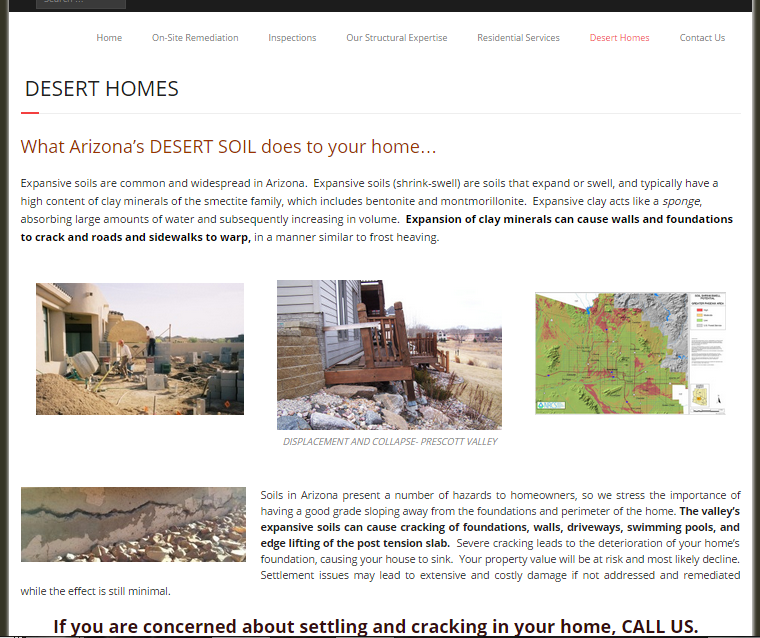 Search ...
Home On-Site Remediation Inspections Our Structural Expertise Residential Services Desert Homes Contact Us
DESERT HOMES
What Arizona's DESERT SOIL does to your home…
Expansive soils are common and widespread in Arizona.  Expansive soils (shrink-swell) are soils that expand or swell, and typically have a
high content of clay minerals of the smectite family, which includes bentonite and montmorillonite.  Expansive clay acts like a sponge,
absorbing large amounts of water and subsequently increasing in volume.  Expansion of clay minerals can cause walls and foundations
to crack and roads and sidewalks to warp, in a manner similar to frost heaving.
DISPLACEMENT AND COLLAPSE- PRESCOTT VALLEY
Soils in Arizona present a number of hazards to homeowners, so we stress the importance of
having a good grade sloping away from the foundations and perimeter of the home. The valley's
expansive soils can cause cracking of foundations, walls, driveways, swimming pools, and
edge lifting of the post tension slab.  Severe cracking leads to the deterioration of your home's
foundation, causing your house to sink.  Your property value will be at risk and most likely decline.
Settlement issues may lead to extensive and costly damage if not addressed and remediated
while the effect is still minimal.
If you are concerned about settling and cracking in your home, CALL US.